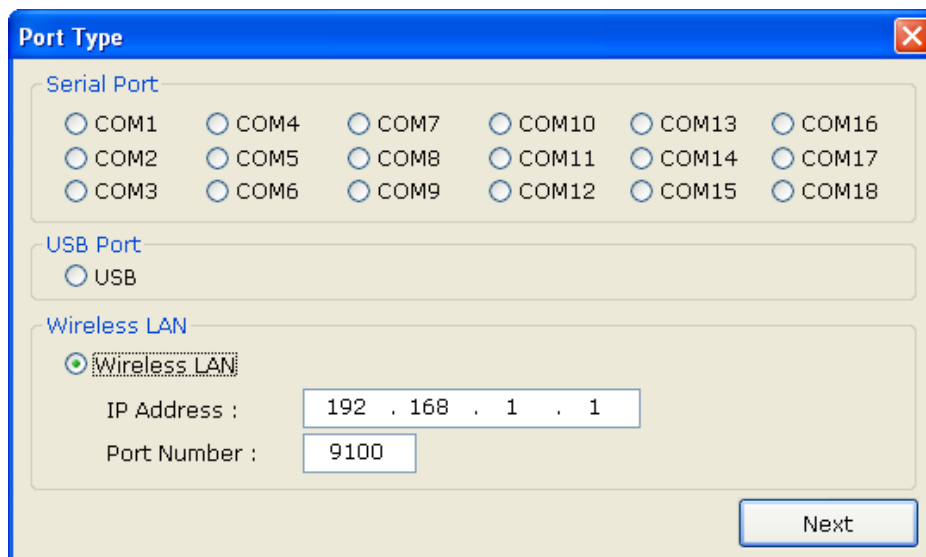 Port Type
Serial Port
COM1 COM4 COM7 COM10 COM13 COM16
COM2 COM5 COM8 COM11 COM14 COM17
COM3 COM6 COM9 COM12 COM15 COM18
USB Port
USB
Wireless LAN
Wireless LAN
IP Address : 192 . 168 . 1 . 1
Port Number : 9100
Next